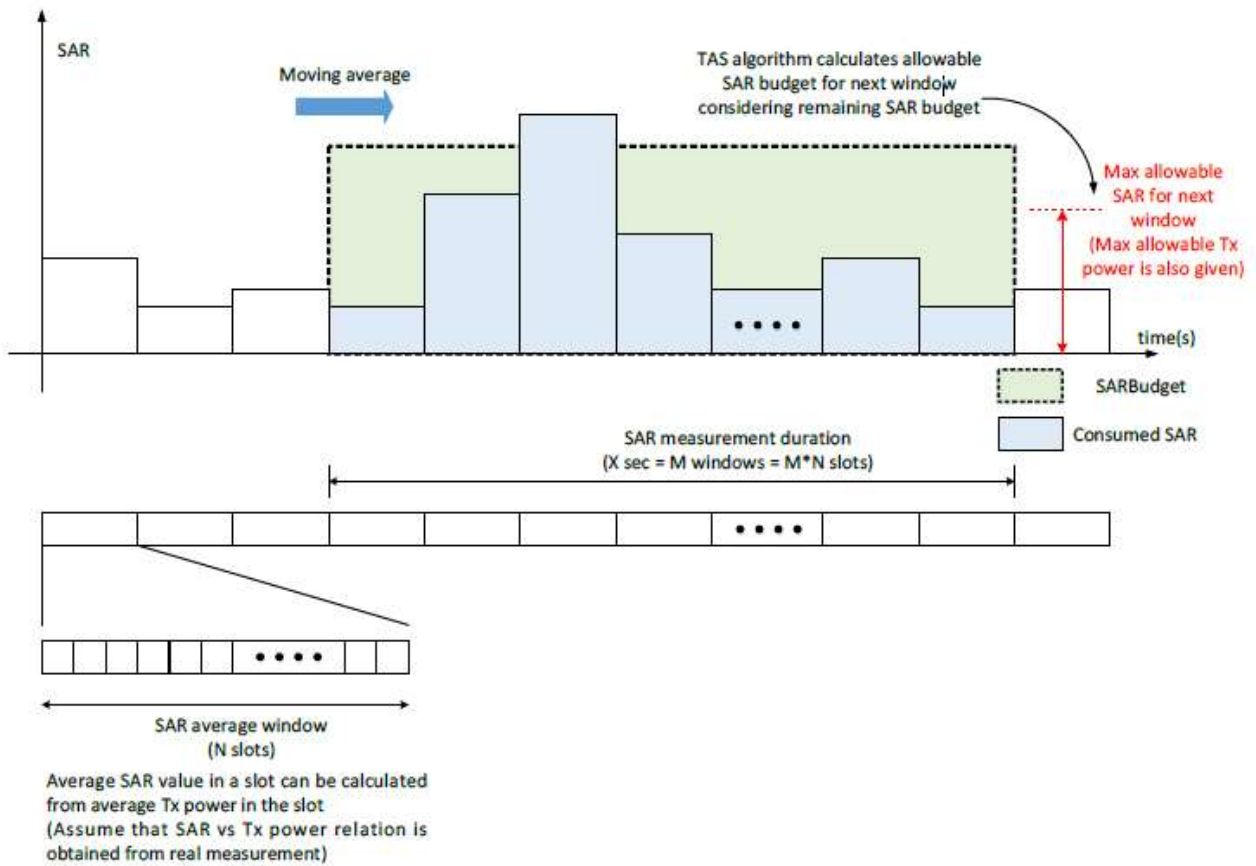 SAR
Moving average
TAS algorithm calculates allowable
SAR budget for next window
considering remaining SAR budget
Max allowable
SAR for next
window
(Max allowable Tx
power is also given)
time(s)
SARBudget
Consumed SAR
SAR measurement duration
(X sec = M windows = M*N slots)
SAR average window
(N slots)
Average SAR value in a slot can be calculated
from average Tx power in the slot
(Assume that SAR vs Tx power relation is
obtained from real measurement)